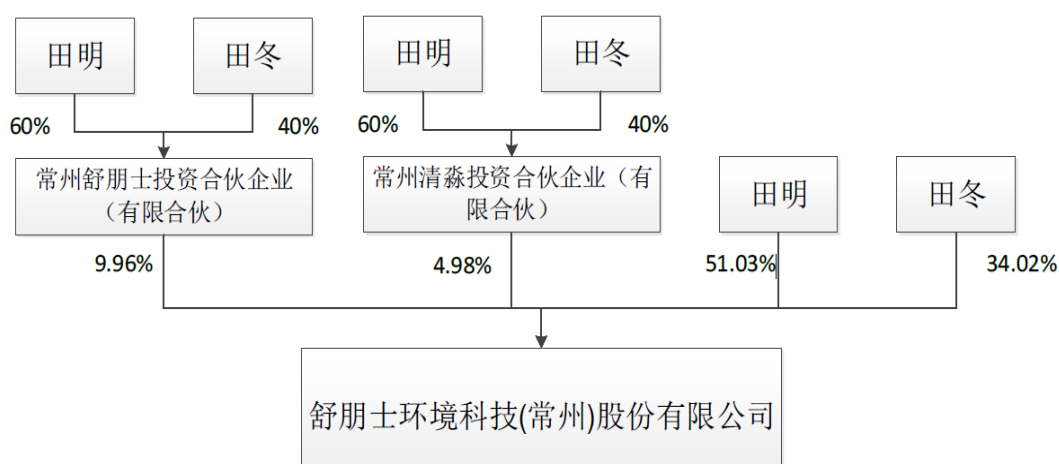 田明
田冬
田明
田冬
60%
40%
60%
40%
常州舒朋士投资合伙企业
（有限合伙）
常州清淼投资合伙企业（有
限合伙）
田明
田冬
9.96%
4.98%
51.03%
34.02%
舒朋士环境科技(常州)股份有限公司